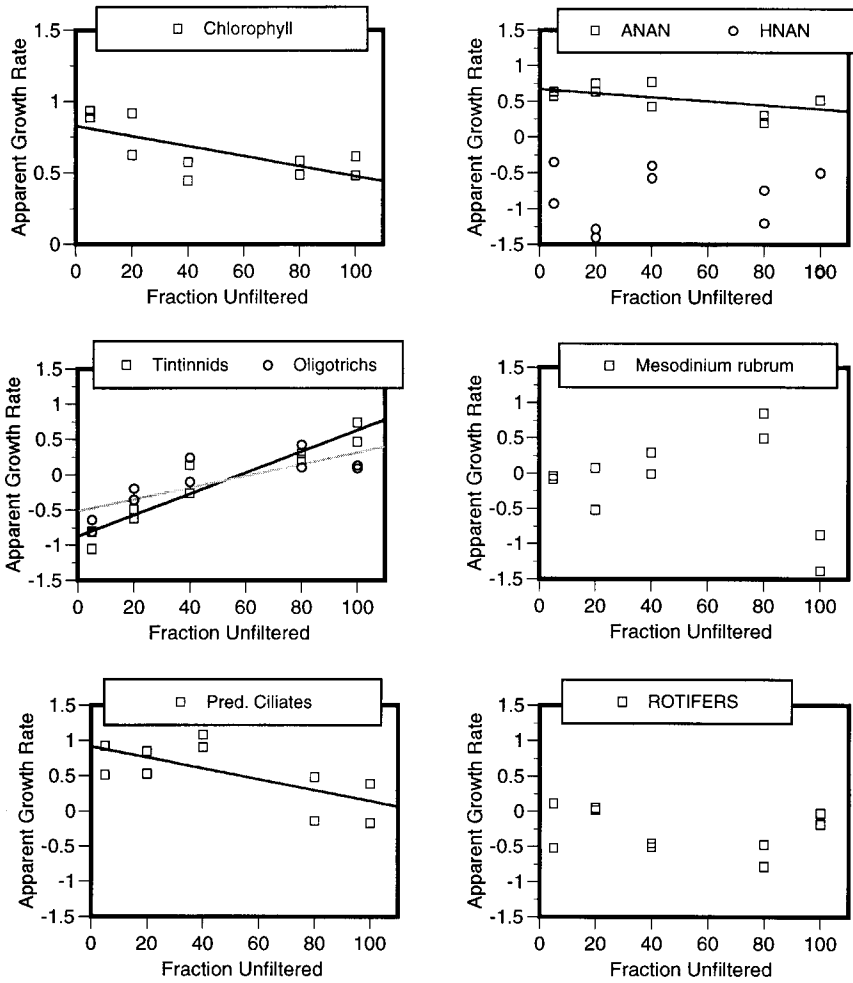 Chlorophyll
Apparent Growth Rate
1.5
1
0.5
0
0 20 40 60 80 100
Fraction Unfiltered
ANAN HNAN
Apparent Growth Rate
1.5
1
0.5
0
-0.5
-1
-1.5
0 20 40 60 80 100
Fraction Unfiltered
Tintinnids Oligotrichs
Apparent Growth Rate
1.5
1
0.5
0
-0.5
-1
-1.5
0 20 40 60 80 100
Fraction Unfiltered
Mesodinium rubrum
Apparent Growth Rate
1.5
1
0.5
0
-0.5
-1
-1.5
0 20 40 60 80 100
Fraction Unfiltered
Pred. Ciliates
Apparent Growth Rate
1.5
1
0.5
0
-0.5
-1
-1.5
0 20 40 60 80 100
Fraction Unfiltered
ROTIFERS
Apparent Growth Rate
1.5
1
0.5
0
-0.5
-1
-1.5
0 20 40 60 80 100
Fraction Unfiltered